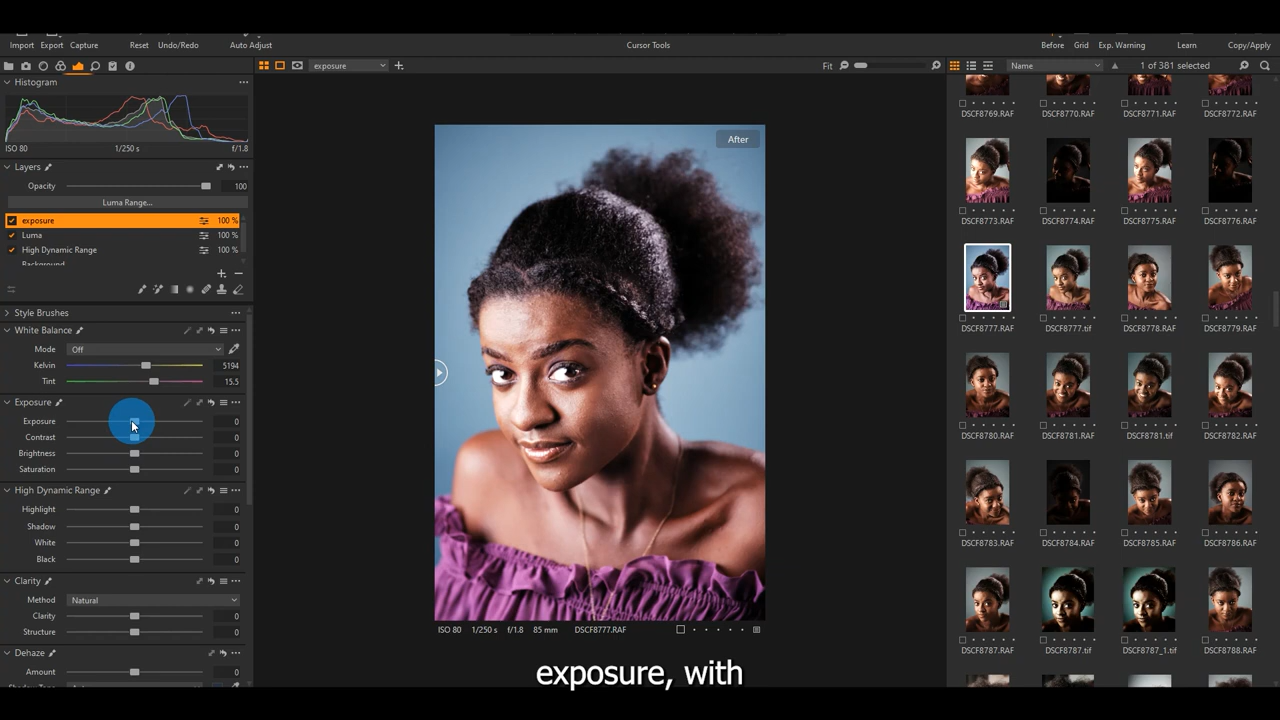 Import Export Capture Reset Undo/Redo Auto Adjust Cursor Tools Before Grid Exp. Warning Learn Copy/Apply
exposure Fit Name 1 of 381 selected
Histogram
ISO 80 1/250 s f/1.8
Layers
Opacity 100
Luma Range...
exposure 100 %
Luma 100 %
High Dynamic Range 100 %
Background
Style Brushes
White Balance
Mode Off
Kelvin 5194
Tint 15.5
Exposure
Exposure 0
Contrast 0
Brightness 0
Saturation 0
High Dynamic Range
Highlight 0
Shadow 0
White 0
Black 0
Clarity
Method Natural
Clarity 0
Structure 0
Dehaze
Amount 0
After
ISO 80 1/250 s f/1.8 85 mm DSCF8777.RAF
exposure, with
DSCF8769.RAF DSCF8770.RAF DSCF8771.RAF DSCF8772.RAF
DSCF8773.RAF DSCF8774.RAF DSCF8775.RAF DSCF8776.RAF
DSCF8777.RAF DSCF8777.tif DSCF8778.RAF DSCF8779.RAF
DSCF8780.RAF DSCF8781.RAF DSCF8781.tif DSCF8782.RAF
DSCF8783.RAF DSCF8784.RAF DSCF8785.RAF DSCF8786.RAF
DSCF8787.RAF DSCF8787.tif DSCF8787_1.tif DSCF8788.RAF